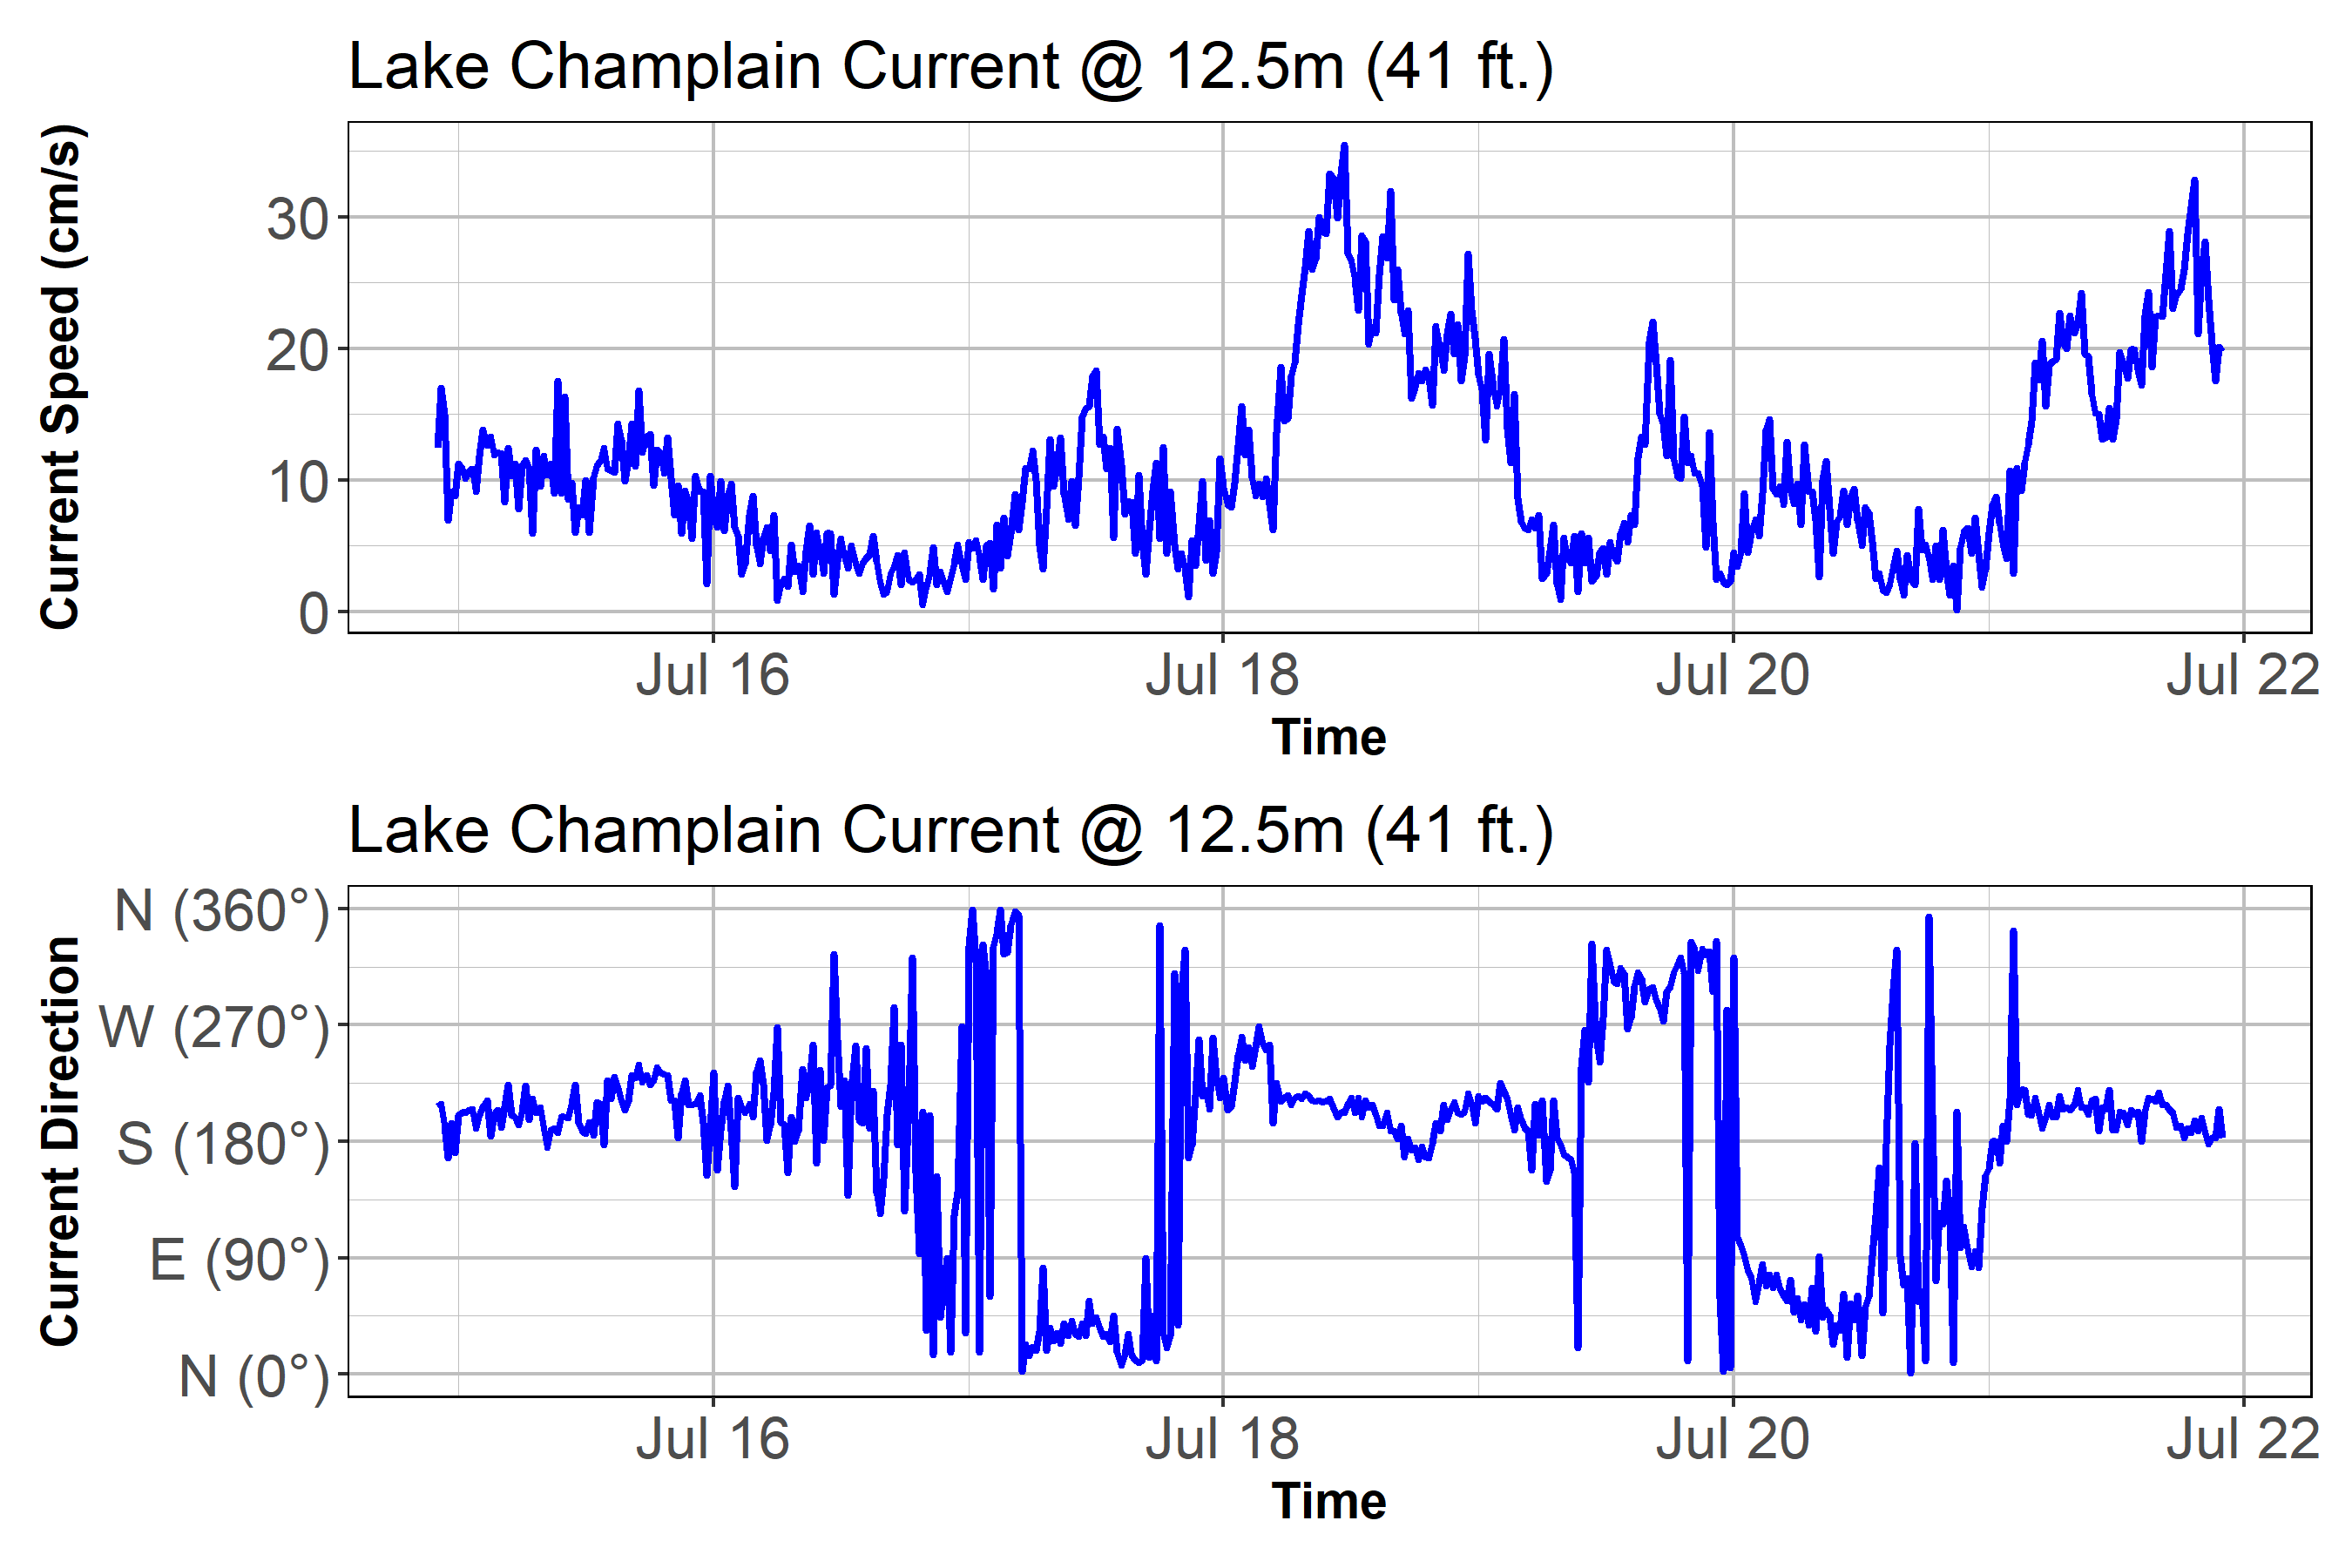 Lake Champlain Current @ 12.5m (41 ft.)
Current Speed (cm/s)
30
20
10
0
Jul 16 Jul 18 Jul 20 Jul 22
Time
Lake Champlain Current @ 12.5m (41 ft.)
Current Direction
N (360°)
W (270°)
S (180°)
E (90°)
N (0°)
Jul 16 Jul 18 Jul 20 Jul 22
Time